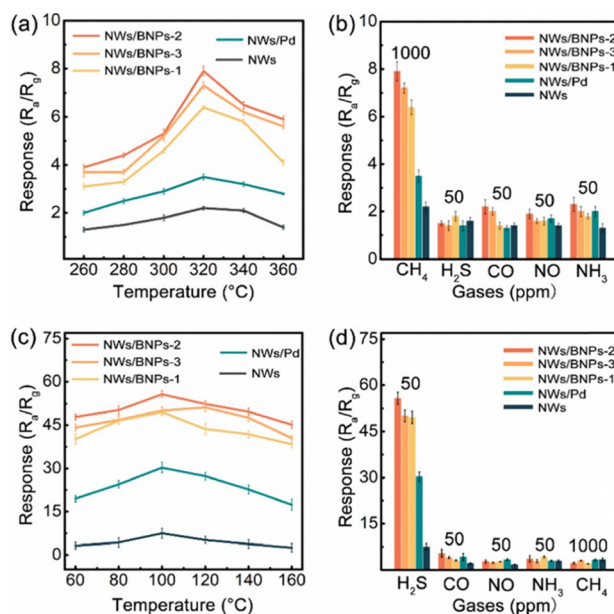 (a)
NWs/BNPs-2
NWs/BNPs-3
NWs/BNPs-1
NWs/Pd
NWs
Response (Ra/Rg)
10
8
6
4
2
260 280 300 320 340 360
Temperature (°C)
(b)
NWs/BNPs-2
NWs/BNPs-3
NWs/BNPs-1
NWs/Pd
NWs
1000
50
50
50
50
Response (Ra/Rg)
10
8
6
4
2
0
CH4 H2S CO NO NH3
Gases (ppm)
(c)
NWs/BNPs-2
NWs/BNPs-3
NWs/BNPs-1
NWs/Pd
NWs
Response (Ra/Rg)
75
60
45
30
15
0
60 80 100 120 140 160
Temperature (°C)
(d)
NWs/BNPs-2
NWs/BNPs-3
NWs/BNPs-1
NWs/Pd
NWs
50
50
50
50
1000
Response (Ra/Rg)
75
60
45
30
15
H2S CO NO NH3 CH4
Gases (ppm)